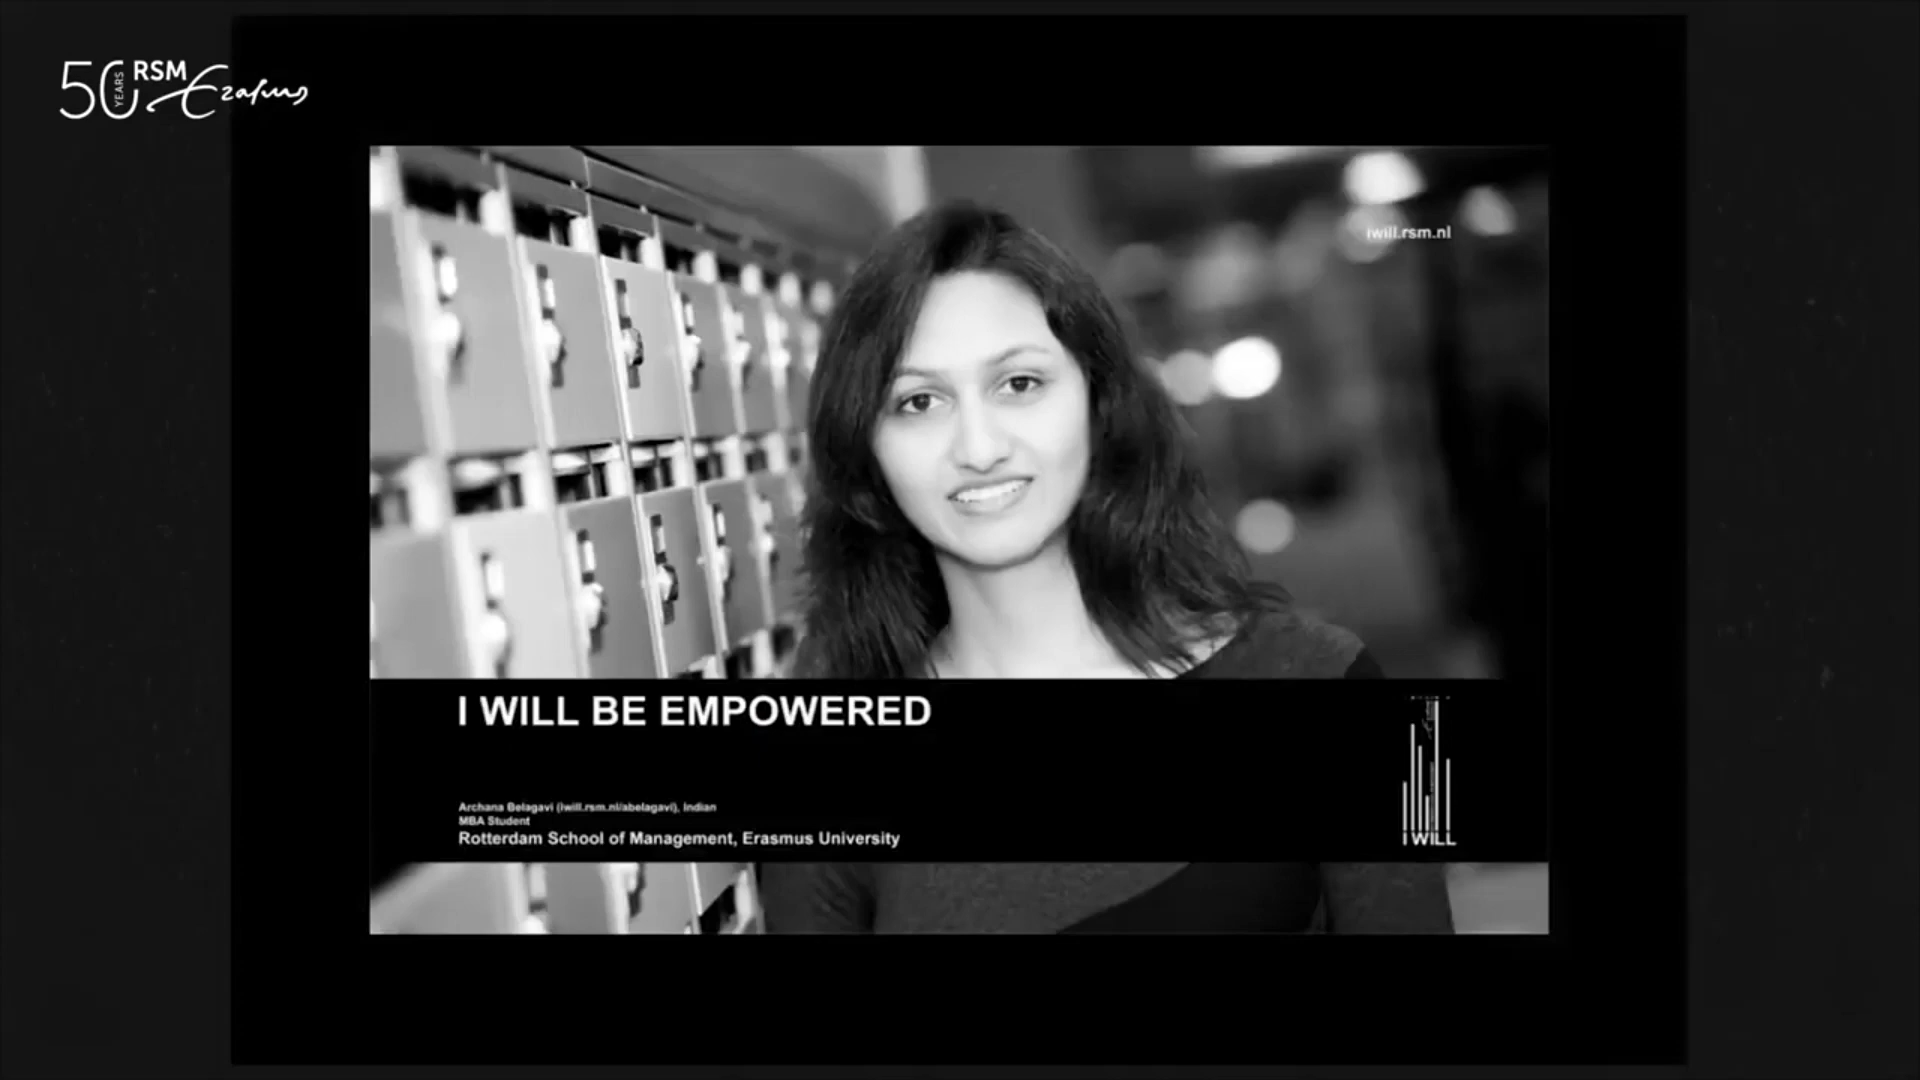 50 YEARS RSM Erasmus
iwill.rsm.nl
I WILL BE EMPOWERED
Archana Belagavi (iwill.rsm.nl/abelagavi), Indian
MBA Student
Rotterdam School of Management, Erasmus University
I WILL